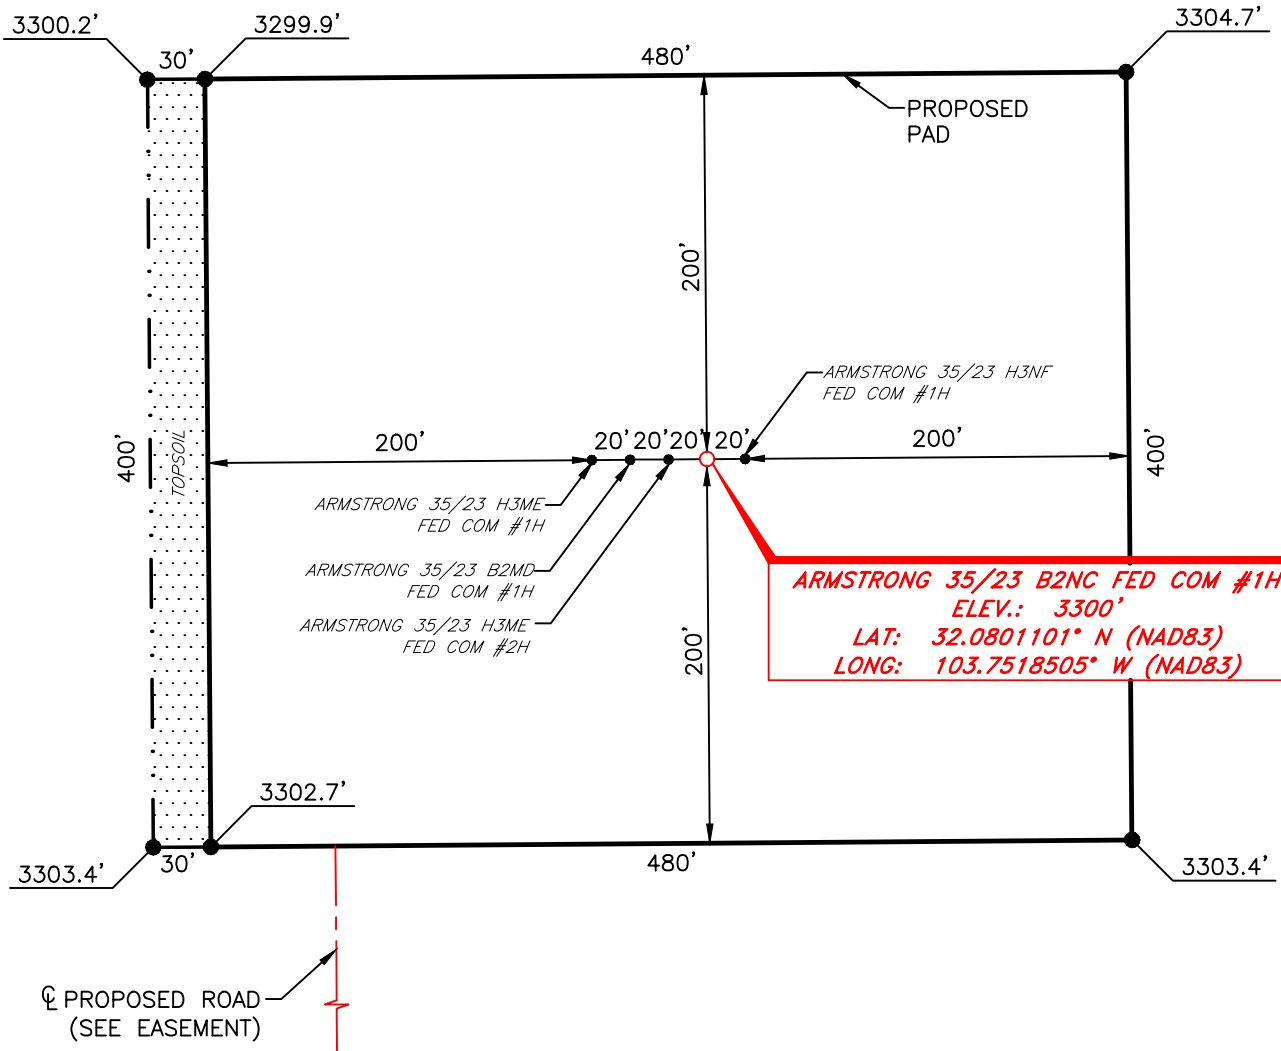 3300.2'
3299.9'
3304.7'
30'
480'
PROPOSED
PAD
200'
ARMSTRONG 35/23 H3NF
FED COM #1H
200'
20'
20'
20'
20'
200'
400'
TOPSOIL
400'
ARMSTRONG 35/23 H3ME
FED COM #1H
ARMSTRONG 35/23 B2MD
FED COM #1H
ARMSTRONG 35/23 H3ME
FED COM #2H
ARMSTRONG 35/23 B2NC FED COM #1H
ELEV.: 3300'
LAT: 32.0801101° N (NAD83)
LONG: 103.7518505° W (NAD83)
200'
3302.7'
3303.4'
30'
480'
3303.4'
℄ PROPOSED ROAD
(SEE EASEMENT)